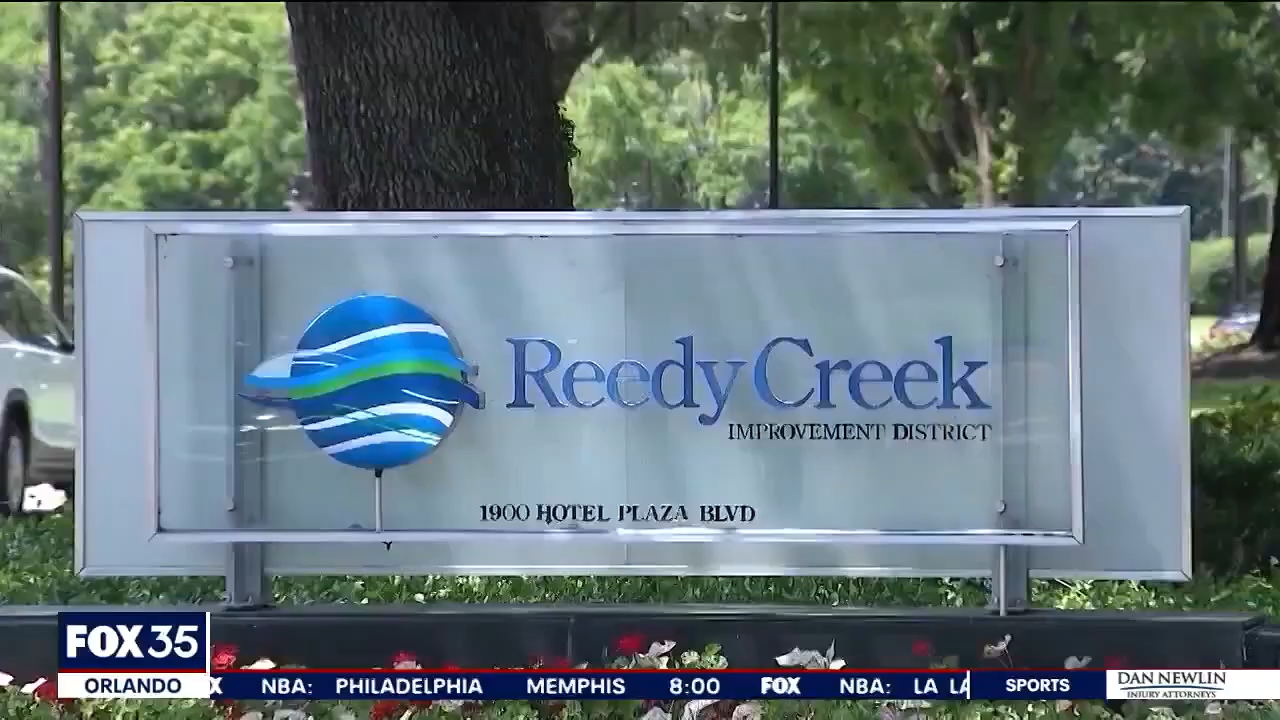 Reedy Creek
IMPROVEMENT DISTRICT
1900 HOTEL PLAZA BLVD
FOX 35
ORLANDO
X NBA: PHILADELPHIA MEMPHIS 8:00 FOX NBA: LA
SPORTS
DAN NEWLIN
INJURY ATTORNEYS